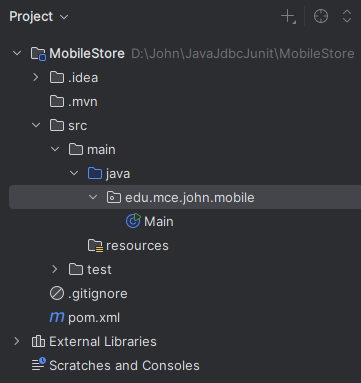 Project
MobileStore D:\John\JavaJdbcJunit\MobileStore
.idea
.mvn
src
main
java
edu.mce.john.mobile
Main
resources
test
.gitignore
pom.xml
External Libraries
Scratches and Consoles